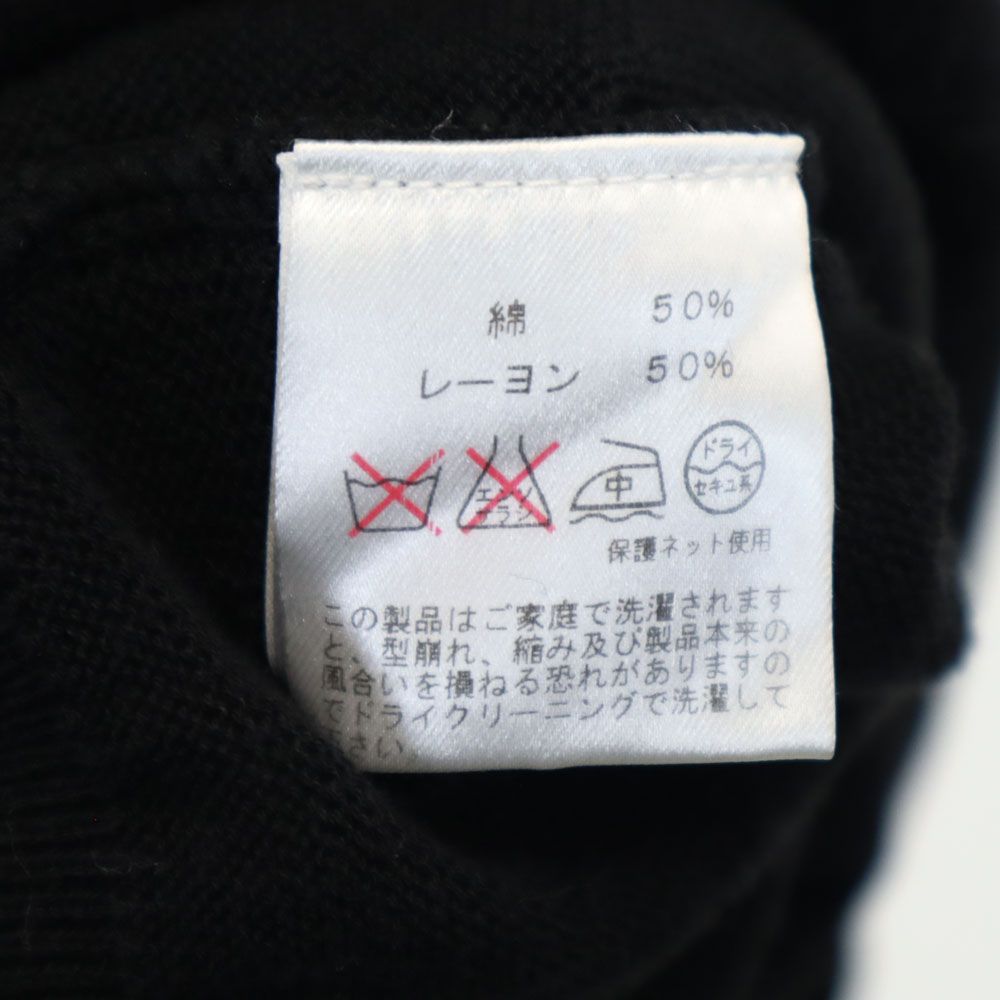 綿 50%
レーヨン 50%
エンソ
サラシ
中
ドライ
セキユ系
保護ネット使用
この製品はご家庭で洗濯されます
と、型崩れ、縮み及び製品本来の
風合いを損ねる恐れがありますの
でドライクリーニングで洗濯して
さい